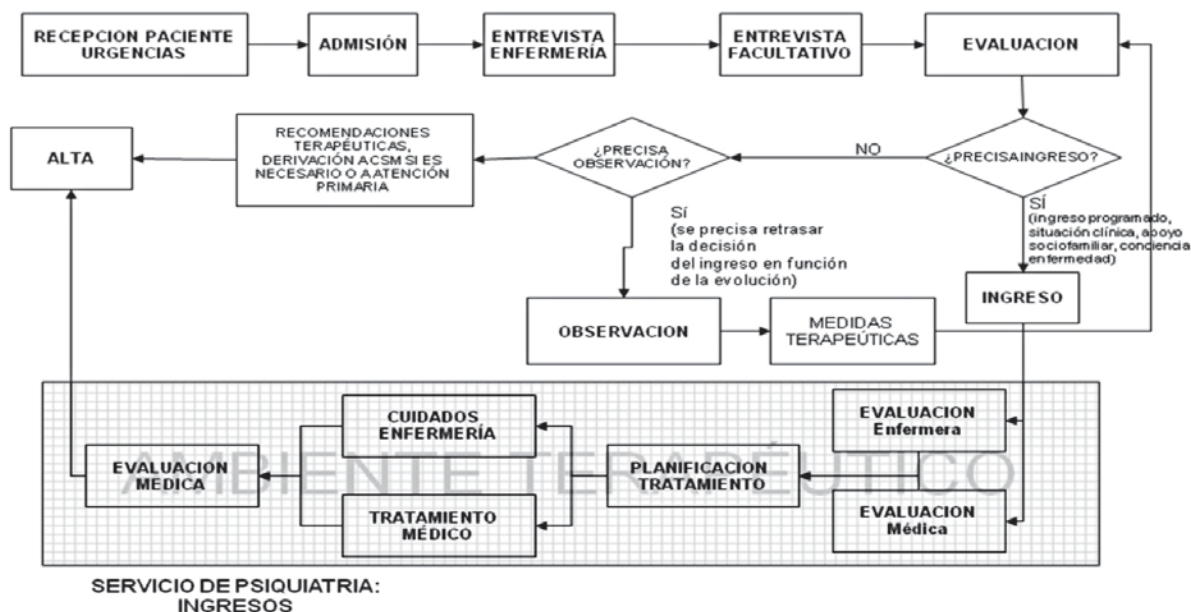 RECEPCION PACIENTE
URGENCIAS
ADMISIÓN
ENTREVISTA
ENFERMERÍA
ENTREVISTA
FACULTATIVO
EVALUACION
ALTA
RECOMENDACIONES
TERAPÉUTICAS,
DERIVACIÓN A CSM SI ES
NECESARIO O A ATENCIÓN
PRIMARIA
¿PRECISA
OBSERVACIÓN?
NO
¿PRECISA INGRESO?
SÍ
(se precisa retrasar
la decisión
del ingreso en función
de la evolución)
SÍ
(ingreso programado,
situación clínica, apoyo
sociofamiliar, conciencia
enfermedad)
INGRESO
OBSERVACION
MEDIDAS
TERAPEÚTICAS
CUIDADOS
ENFERMERÍA
EVALUACION
Enfermera
EVALUACION
MEDICA
AMBIENTE TERAPÉUTICO
PLANIFICACION
TRATAMIENTO
TRATAMIENTO
MÉDICO
EVALUACION
Médica
SERVICIO DE PSIQUIATRIA:
INGRESOS